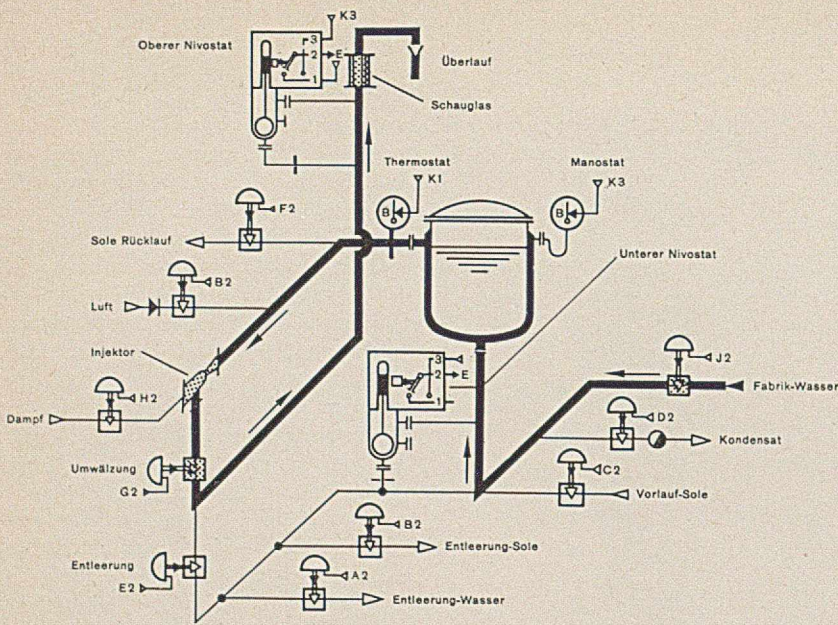 K3
Oberer Nivostat
3
2
E
1
Überlauf
Schauglas
Thermostat
K1
Manostat
K3
B
B
F2
Sole Rücklauf
Unterer Nivostat
B2
Luft
Injektor
3
2
E
1
J2
Fabrik-Wasser
H2
Dampf
D2
Kondensat
Umwälzung
G2
C2
Vorlauf-Sole
B2
Entleerung-Sole
Entleerung
E2
A2
Entleerung-Wasser